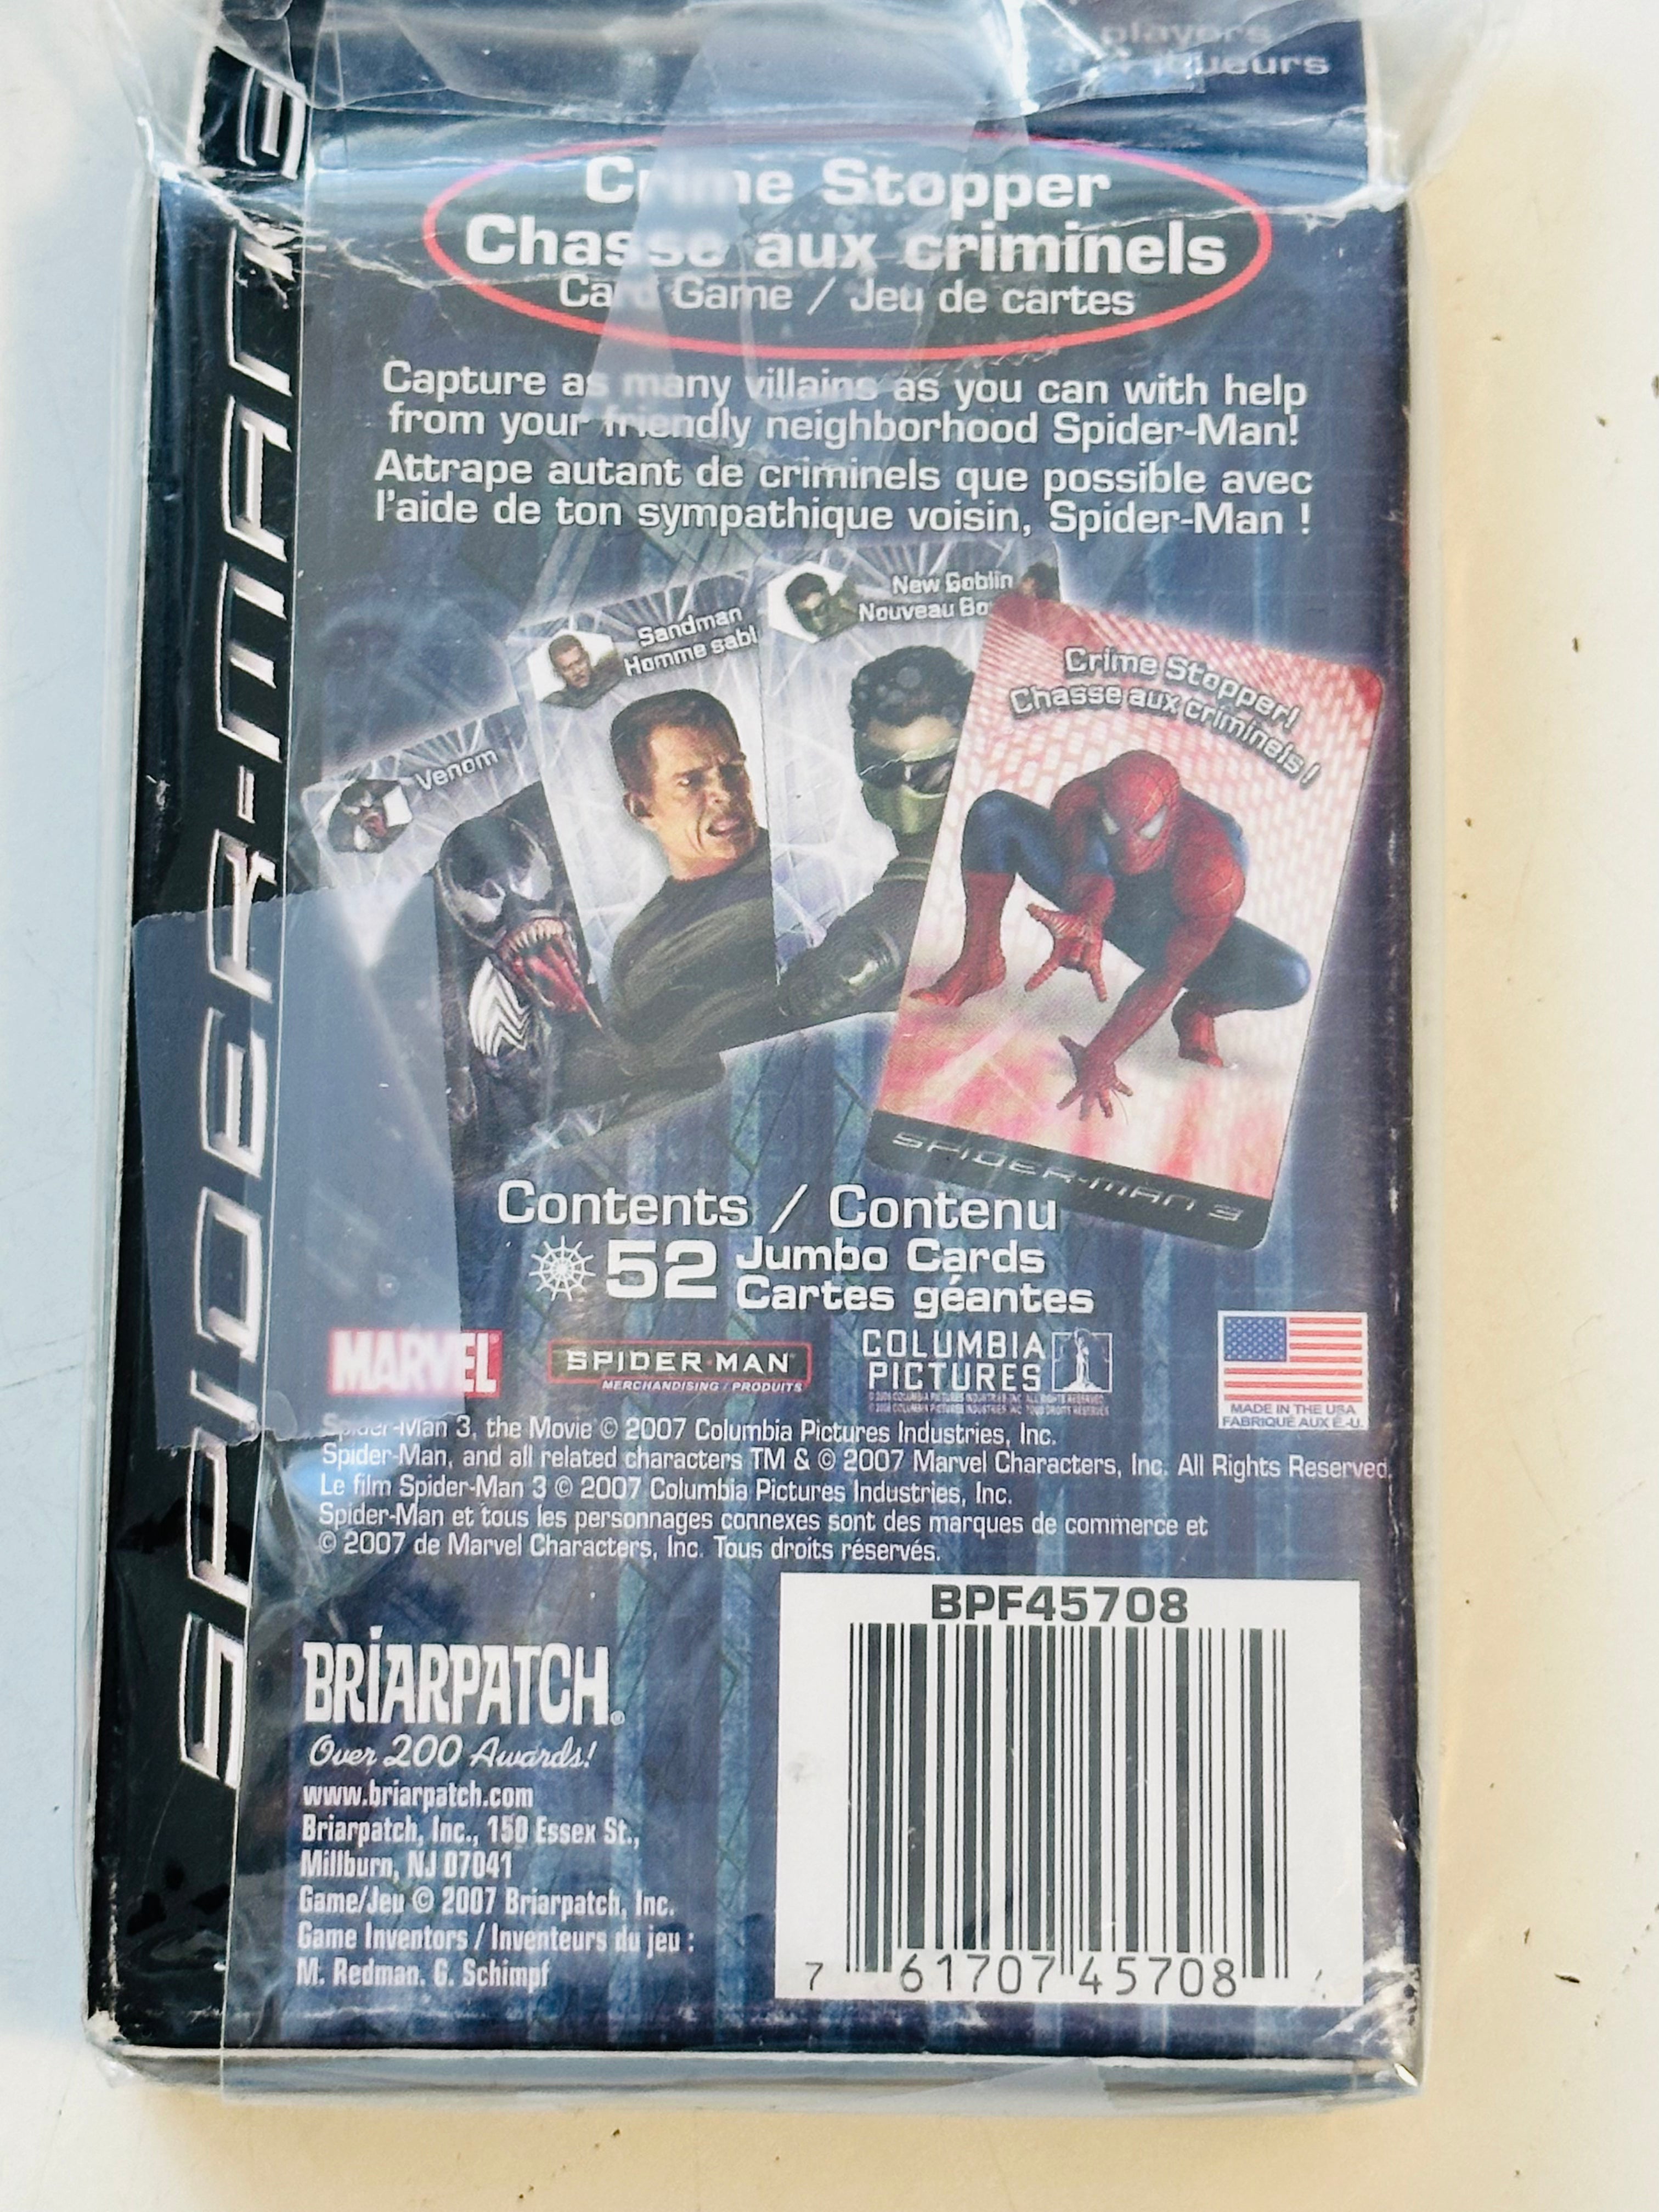 players
joueurs
SPIDER-MAN 3
Crime Stopper
Chasse aux criminels
Card Game / Jeu de cartes
Capture as many villains as you can with help
from your friendly neighborhood Spider-Man!
Attrape autant de criminels que possible avec
l'aide de ton sympathique voisin, Spider-Man !
Venom
Sandman
Homme sabl
New Goblin
Nouveau Bo
Crime Stopper!
Chasse aux criminels !
SPIDER-MAN 3
Contents / Contenu
52 Jumbo Cards
Cartes géantes
MARVEL
SPIDER-MAN
MERCHANDISING / PRODUITS
COLUMBIA
PICTURES
MADE IN THE USA
FABRIQUÉ AUX É.-U.
Spider-Man 3, the Movie © 2007 Columbia Pictures Industries, Inc.
Spider-Man, and all related characters TM & © 2007 Marvel Characters, Inc. All Rights Reserved.
Le film Spider-Man 3 © 2007 Columbia Pictures Industries, Inc.
Spider-Man et tous les personnages connexes sont des marques de commerce et
© 2007 de Marvel Characters, Inc. Tous droits réservés.
BRIARPATCH®
Over 200 Awards!
www.briarpatch.com
Briarpatch, Inc., 150 Essex St.,
Millburn, NJ 07041
Game/Jeu © 2007 Briarpatch, Inc.
Game Inventors / Inventeurs du jeu :
M. Redman. G. Schimpf
BPF45708
7 61707 45708